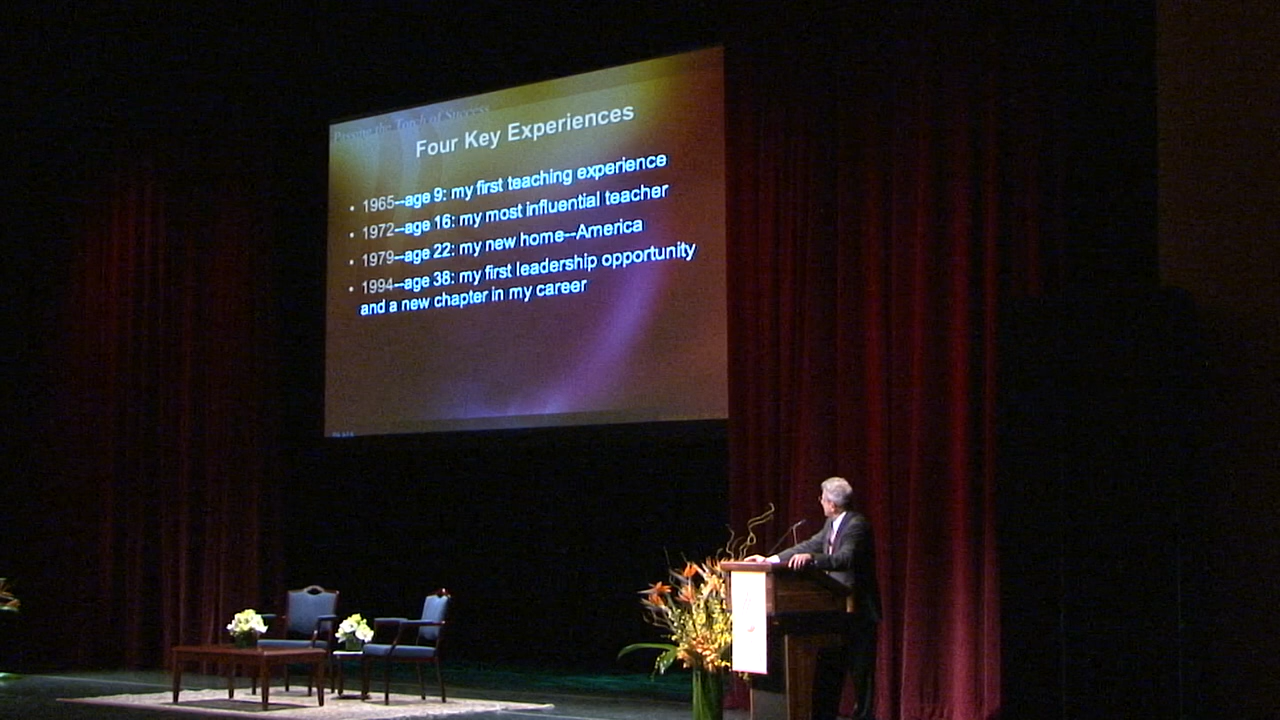 Passing the Torch of Success
Four Key Experiences
• 1965--age 9: my first teaching experience
• 1972--age 16: my most influential teacher
• 1979--age 22: my new home--America
• 1994--age 38: my first leadership opportunity
and a new chapter in my career